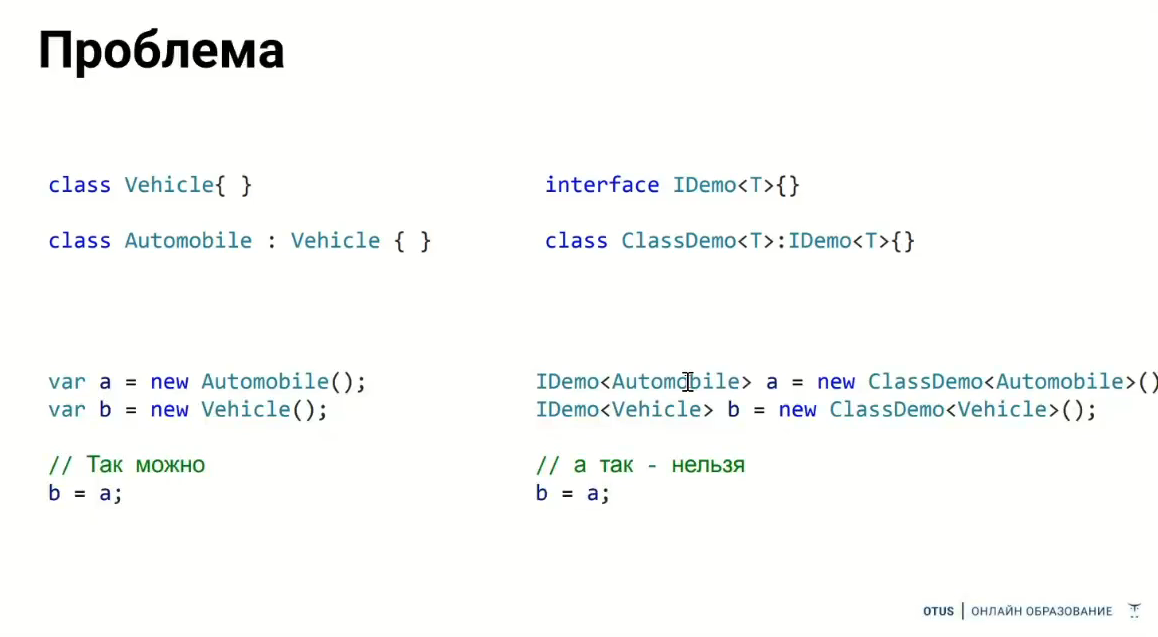 Проблема
class Vehicle{ }
class Automobile : Vehicle { }
interface IDemo<T>{}
class ClassDemo<T>:IDemo<T>{}
var a = new Automobile();
var b = new Vehicle();
// Так можно
b = a;
IDemo<Automobile> a = new ClassDemo<Automobile>()
IDemo<Vehicle> b = new ClassDemo<Vehicle>();
// а так - нельзя
b = a;
OTUS | ОНЛАЙН ОБРАЗОВАНИЕ